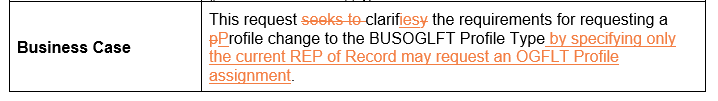 This request seeks to clarifiesy the requirements for requesting a
Business Case
pProfile change to the BUSOGLFT Profile Type by specifying only
the current REP of Record may request an OGFLT Profile
assignment.